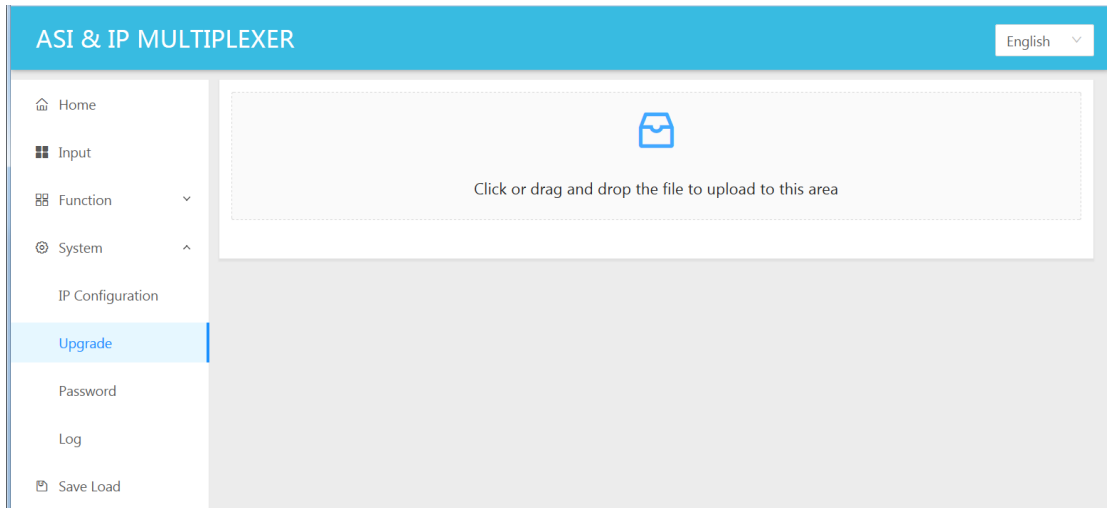 ASI & IP MULTIPLEXER
English
Home
Input
Function
System
IP Configuration
Upgrade
Password
Log
Save Load
Click or drag and drop the file to upload to this area